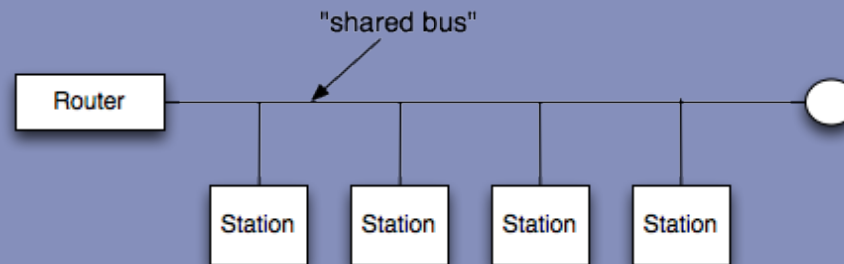 "shared bus"
Router
Station
Station
Station
Station